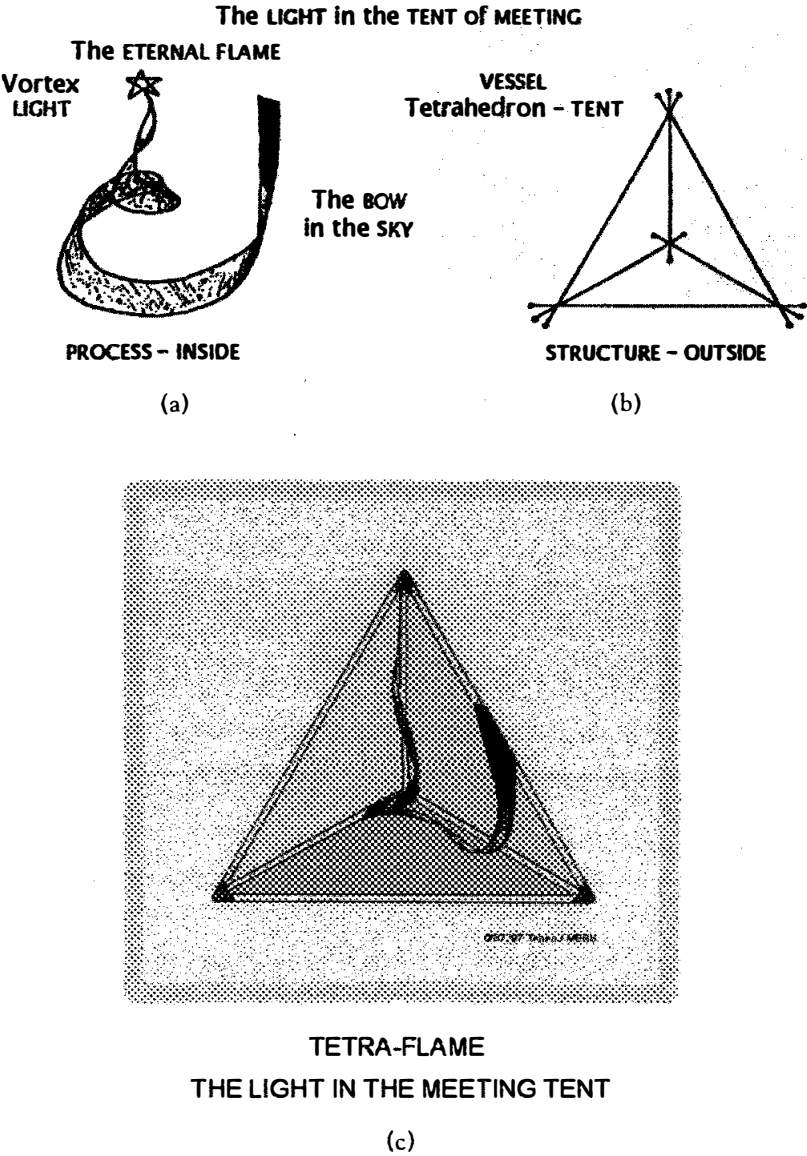 The LIGHT in the TENT of MEETING
The ETERNAL FLAME
Vortex
LIGHT
The BOW
in the SKY
PROCESS – INSIDE
(a)
VESSEL
Tetrahedron – TENT
STRUCTURE – OUTSIDE
(b)
MERU
TETRA-FLAME
THE LIGHT IN THE MEETING TENT
(c)